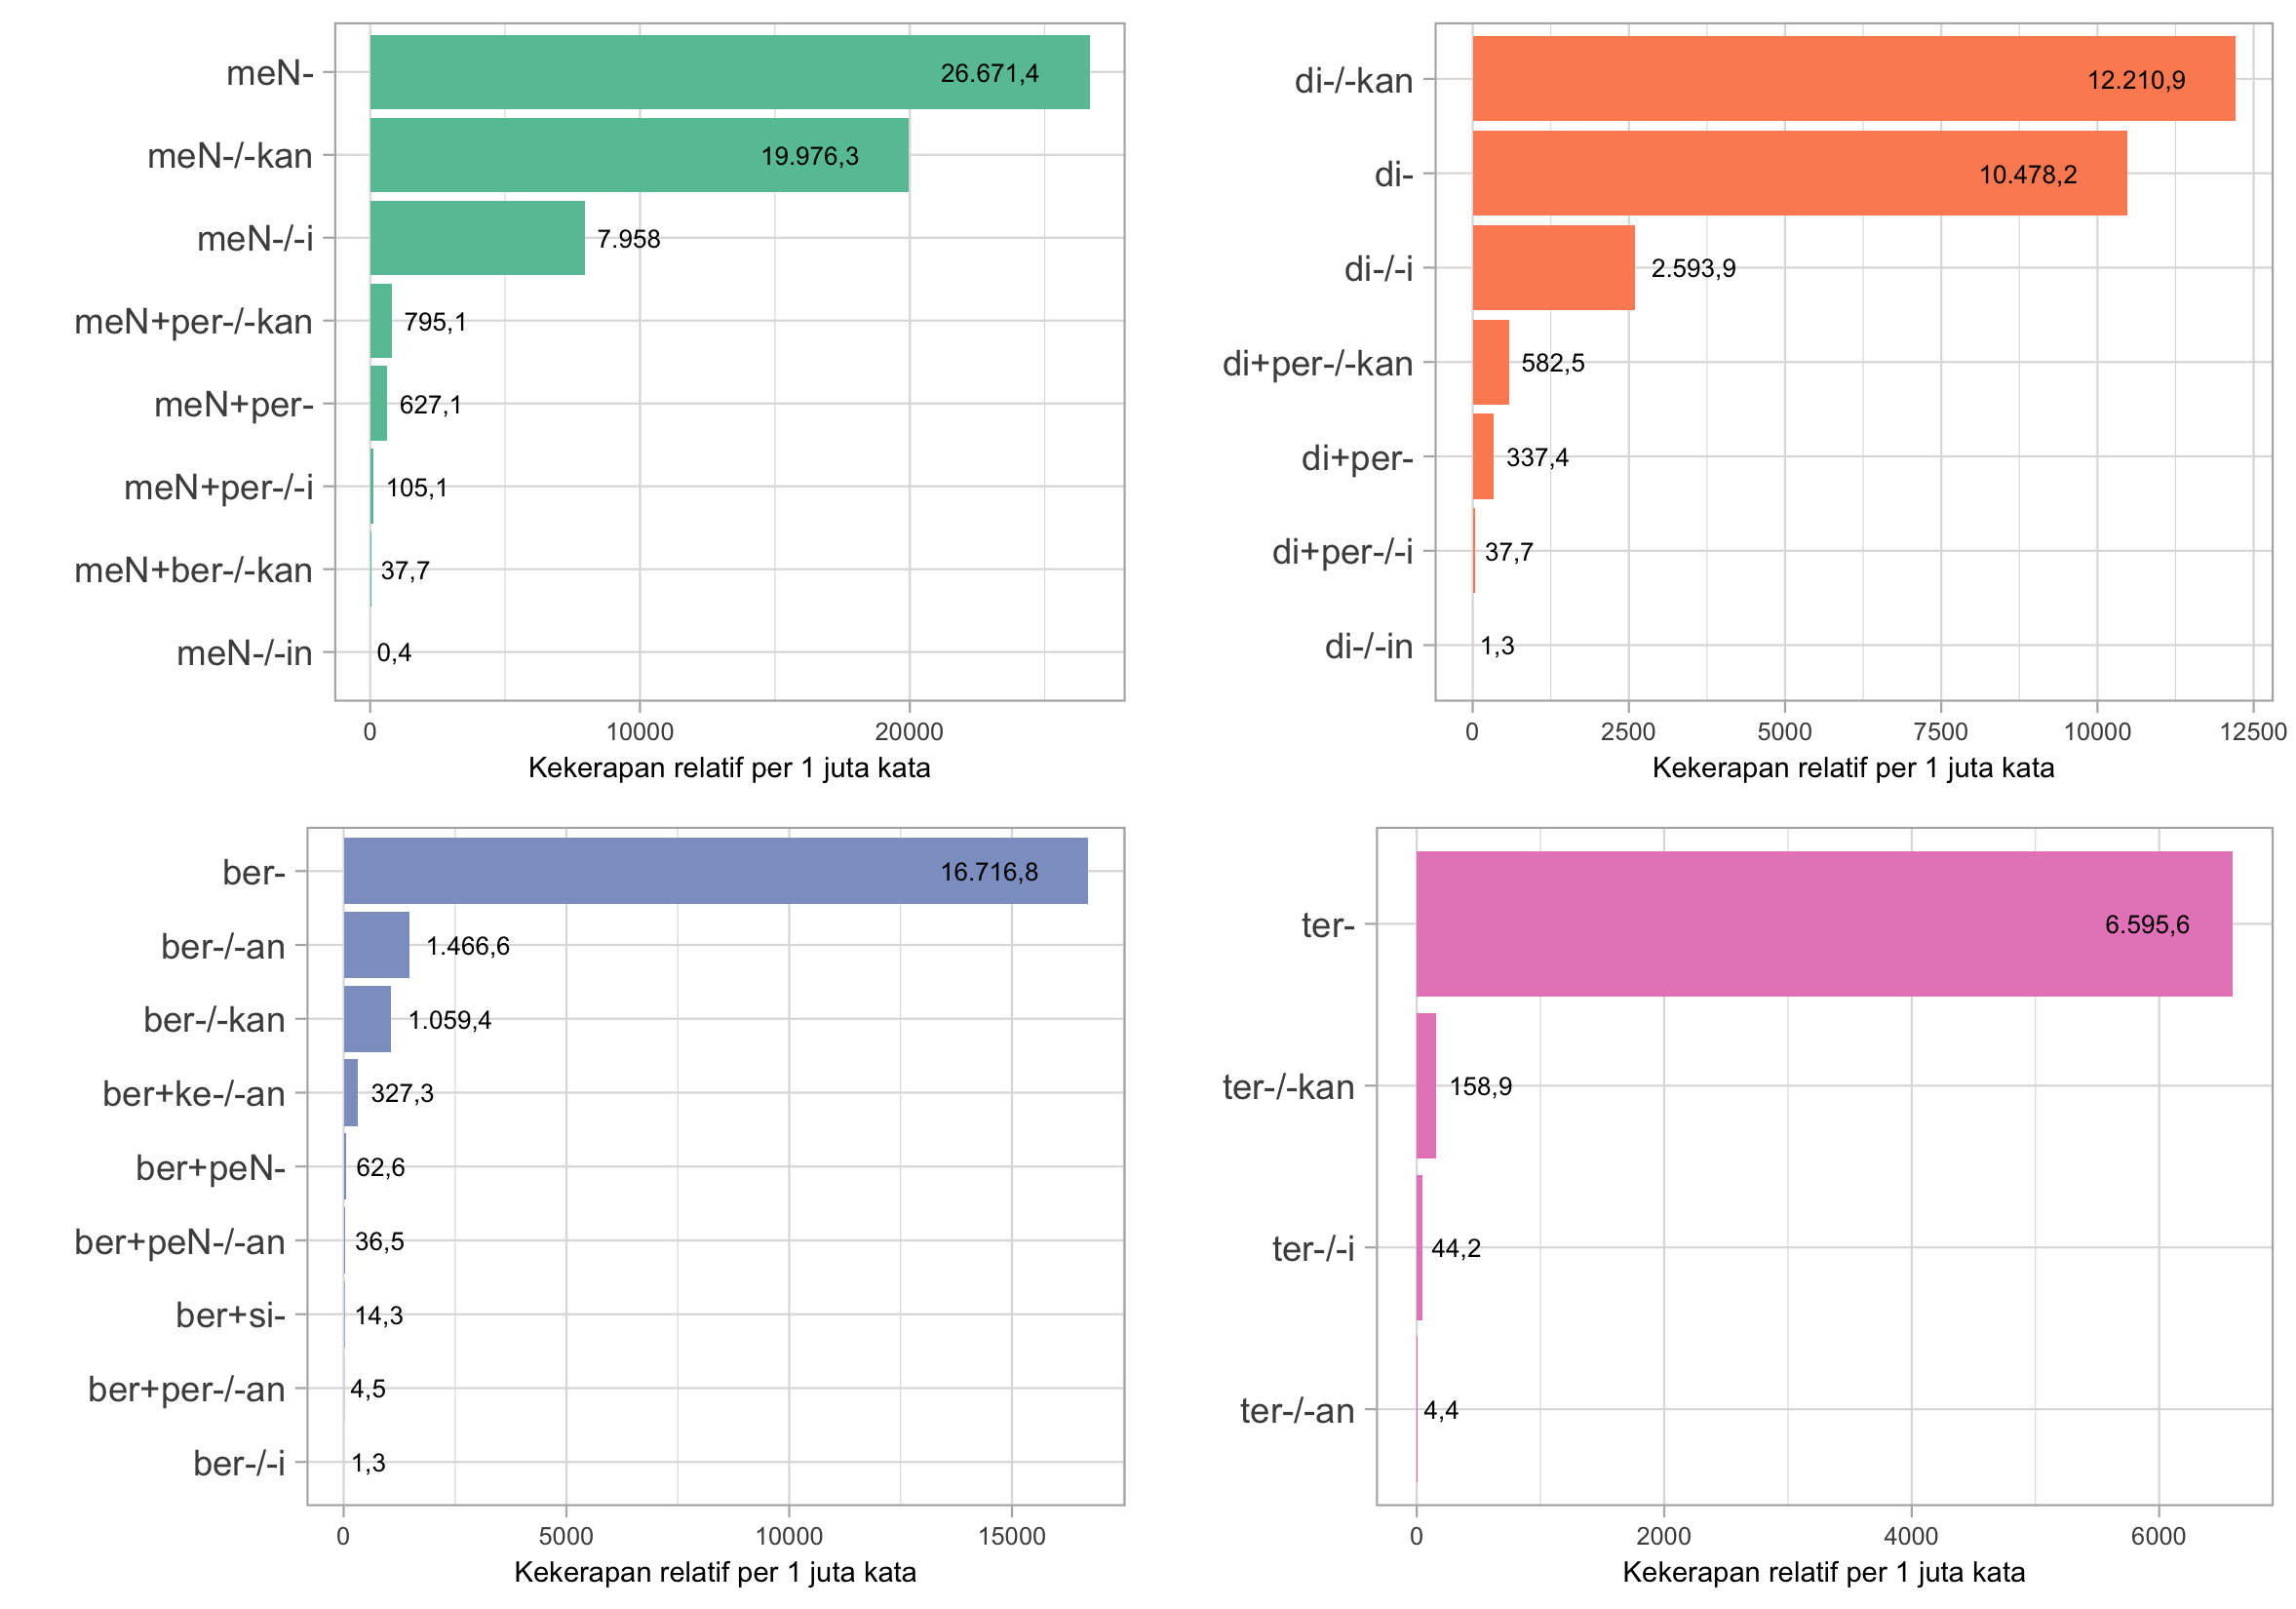 meN- 26.671,4
meN-/-kan 19.976,3
meN-/-i 7.958
meN+per-/-kan 795,1
meN+per- 627,1
meN+per-/-i 105,1
meN+ber-/-kan 37,7
meN-/-in 0,4
0 10000 20000
Kekerapan relatif per 1 juta kata
di-/-kan 12.210,9
di- 10.478,2
di-/-i 2.593,9
di+per-/-kan 582,5
di+per- 337,4
di+per-/-i 37,7
di-/-in 1,3
0 2500 5000 7500 10000 12500
Kekerapan relatif per 1 juta kata
ber- 16.716,8
ber-/-an 1.466,6
ber-/-kan 1.059,4
ber+ke-/-an 327,3
ber+peN- 62,6
ber+peN-/-an 36,5
ber+si- 14,3
ber+per-/-an 4,5
ber-/-i 1,3
0 5000 10000 15000
Kekerapan relatif per 1 juta kata
ter- 6.595,6
ter-/-kan 158,9
ter-/-i 44,2
ter-/-an 4,4
0 2000 4000 6000
Kekerapan relatif per 1 juta kata